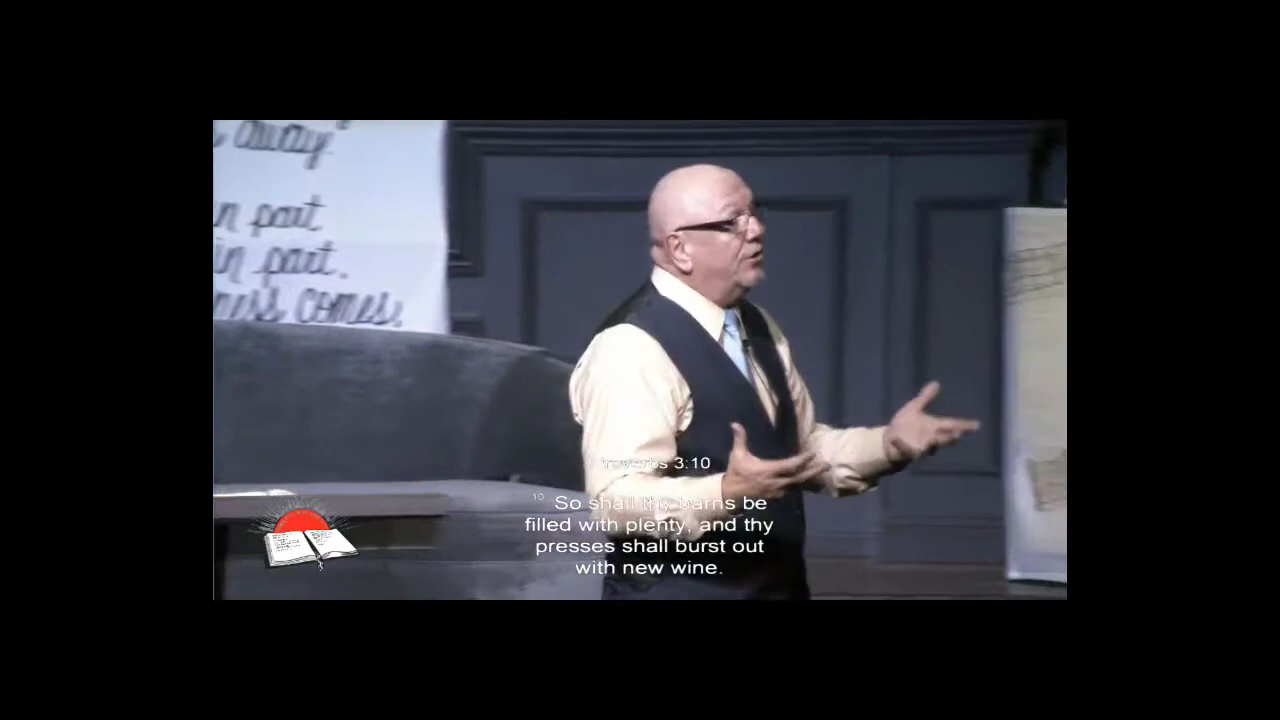 away"
in part
in part.
ness comes,
Proverbs 3:10
10 So shall thy barns be
filled with plenty, and thy
presses shall burst out
with new wine.